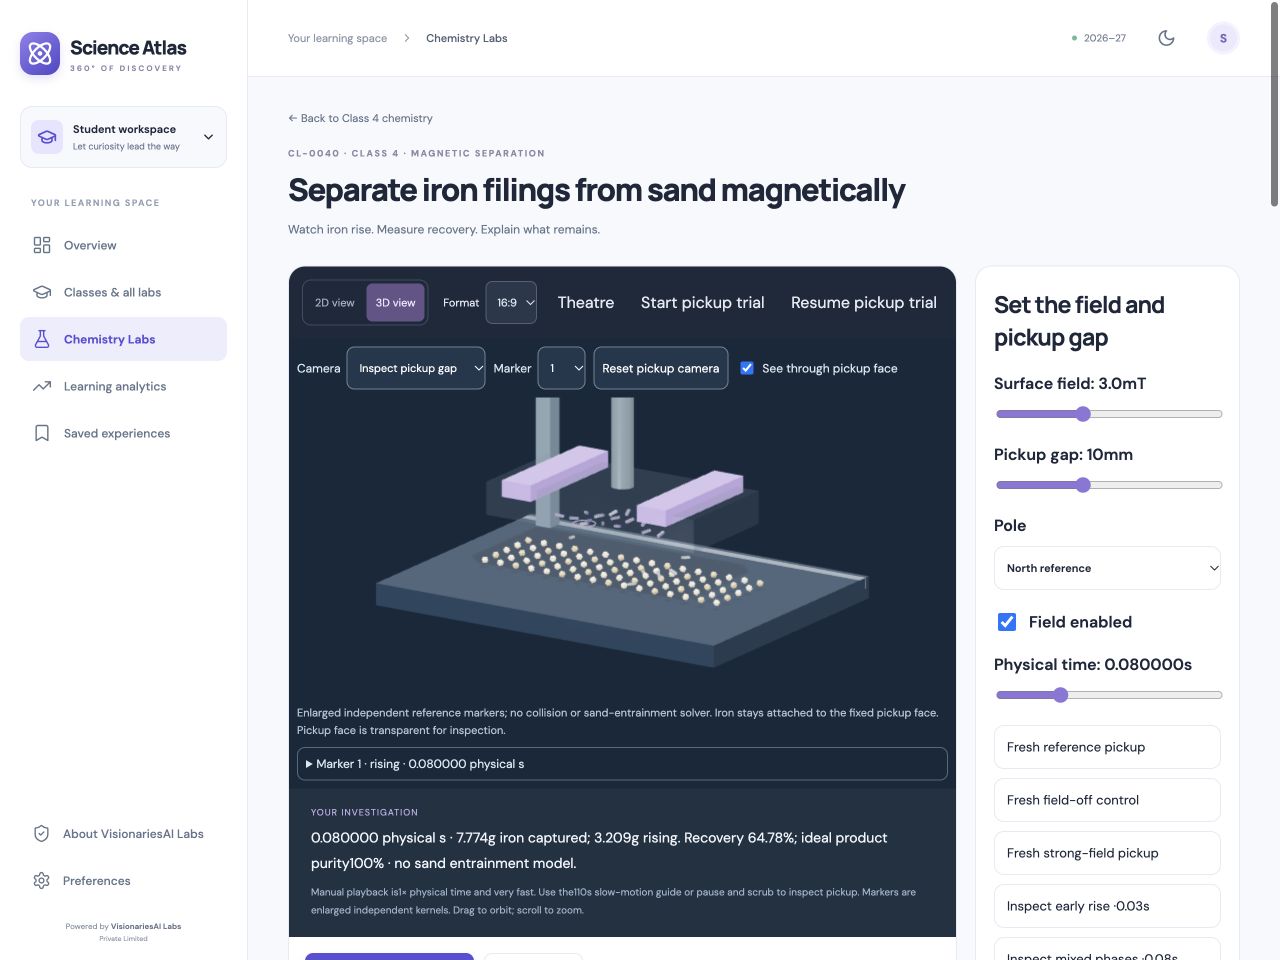 Science Atlas
360° OF DISCOVERY
Student workspace
Let curiosity lead the way
YOUR LEARNING SPACE
Overview
Classes & all labs
Chemistry Labs
Learning analytics
Saved experiences
About VisionariesAI Labs
Preferences
Powered by VisionariesAI Labs
Private Limited
Your learning space > Chemistry Labs
2026–27
S
← Back to Class 4 chemistry
CL-0040 · CLASS 4 · MAGNETIC SEPARATION
Separate iron filings from sand magnetically
Watch iron rise. Measure recovery. Explain what remains.
2D view 3D view Format 16:9 Theatre Start pickup trial Resume pickup trial
Camera Inspect pickup gap Marker 1 Reset pickup camera See through pickup face
Enlarged independent reference markers; no collision or sand-entrainment solver. Iron stays attached to the fixed pickup face.
Pickup face is transparent for inspection.
▶ Marker 1 · rising · 0.080000 physical s
YOUR INVESTIGATION
0.080000 physical s · 7.774g iron captured; 3.209g rising. Recovery 64.78%; ideal product
purity100% · no sand entrainment model.
Manual playback is1× physical time and very fast. Use the110s slow-motion guide or pause and scrub to inspect pickup. Markers are
enlarged independent kernels. Drag to orbit; scroll to zoom.
Set the field and
pickup gap
Surface field: 3.0mT
Pickup gap: 10mm
Pole
North reference
Field enabled
Physical time: 0.080000s
Fresh reference pickup
Fresh field-off control
Fresh strong-field pickup
Inspect early rise ·0.03s
Inspect mixed phases ·0.08s